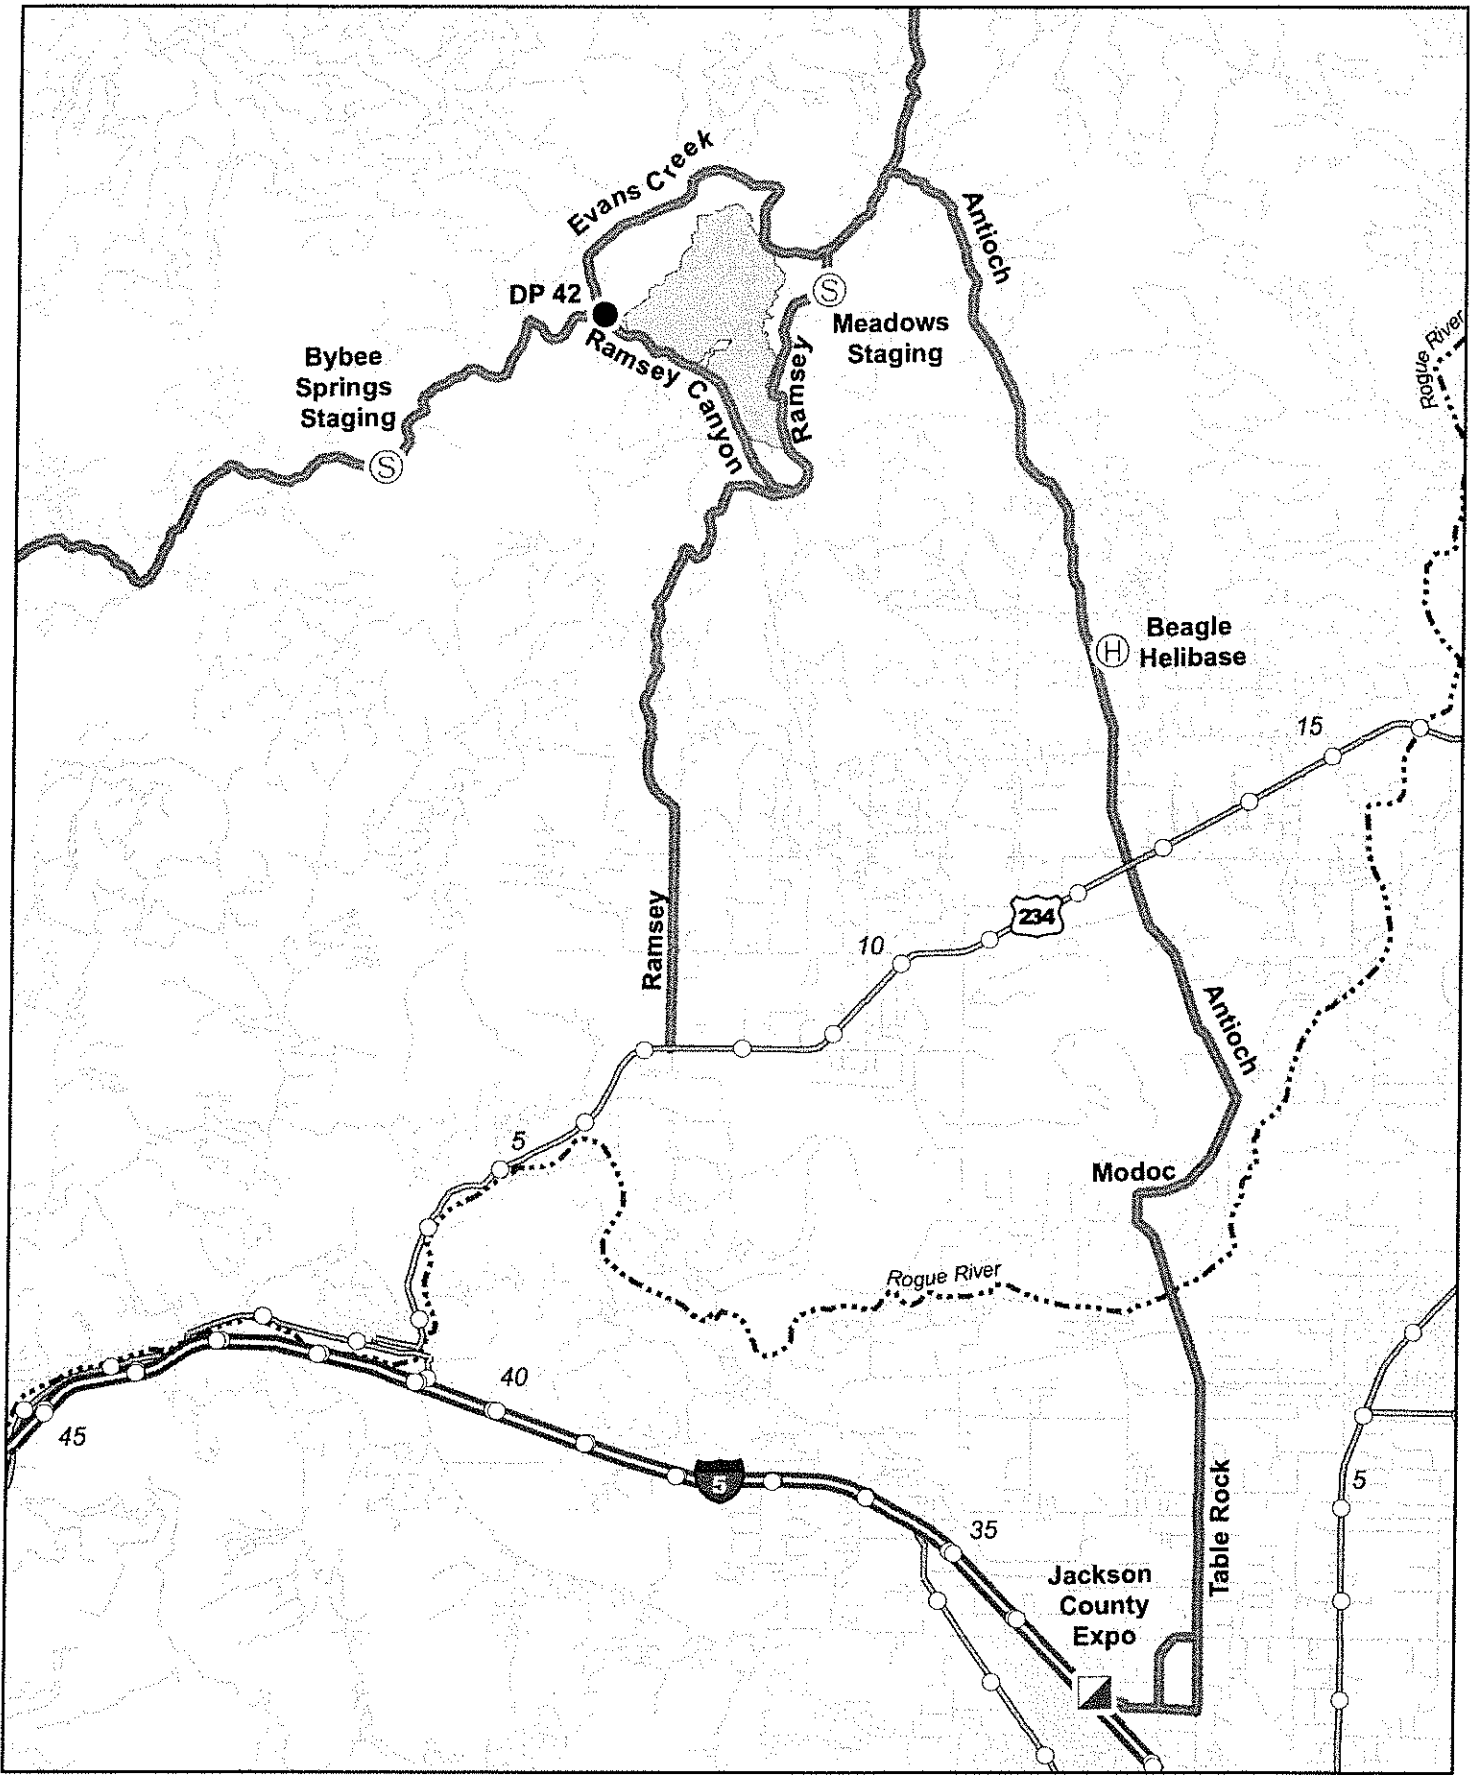 Evans Creek
Antioch
DP 42
S
Meadows
Staging
Rogue River
Ramsey Canyon
Ramsey
Bybee
Springs
Staging
S
Beagle
Helibase
H
15
234
10
Ramsey
Antioch
5
Modoc
Rogue River
40
45
5
5
35
Table Rock
Jackson
County
Expo